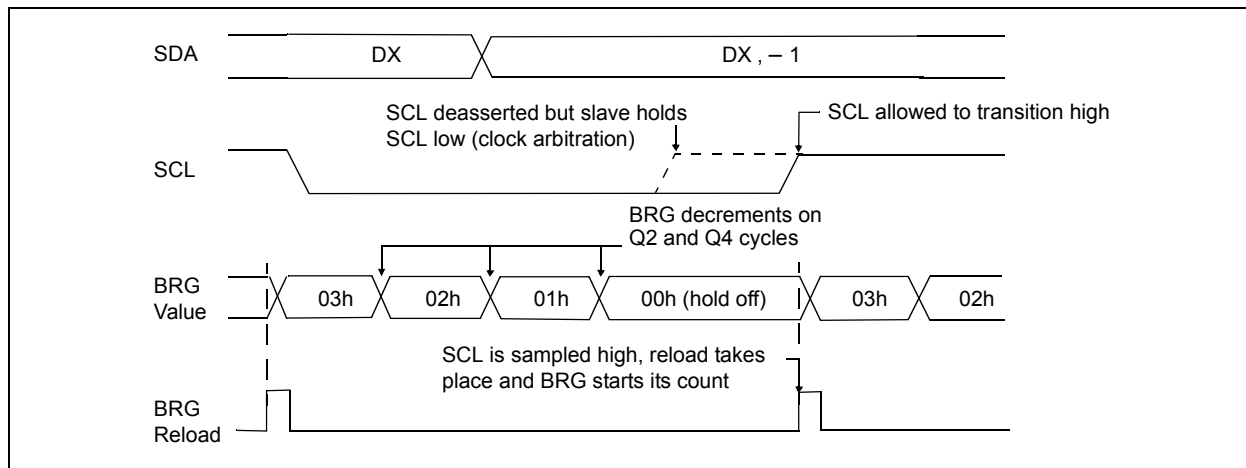 SDA
DX
DX , – 1
SCL deasserted but slave holds
SCL low (clock arbitration)
SCL allowed to transition high
SCL
BRG decrements on
Q2 and Q4 cycles
BRG
Value
03h
02h
01h
00h (hold off)
03h
02h
SCL is sampled high, reload takes
place and BRG starts its count
BRG
Reload